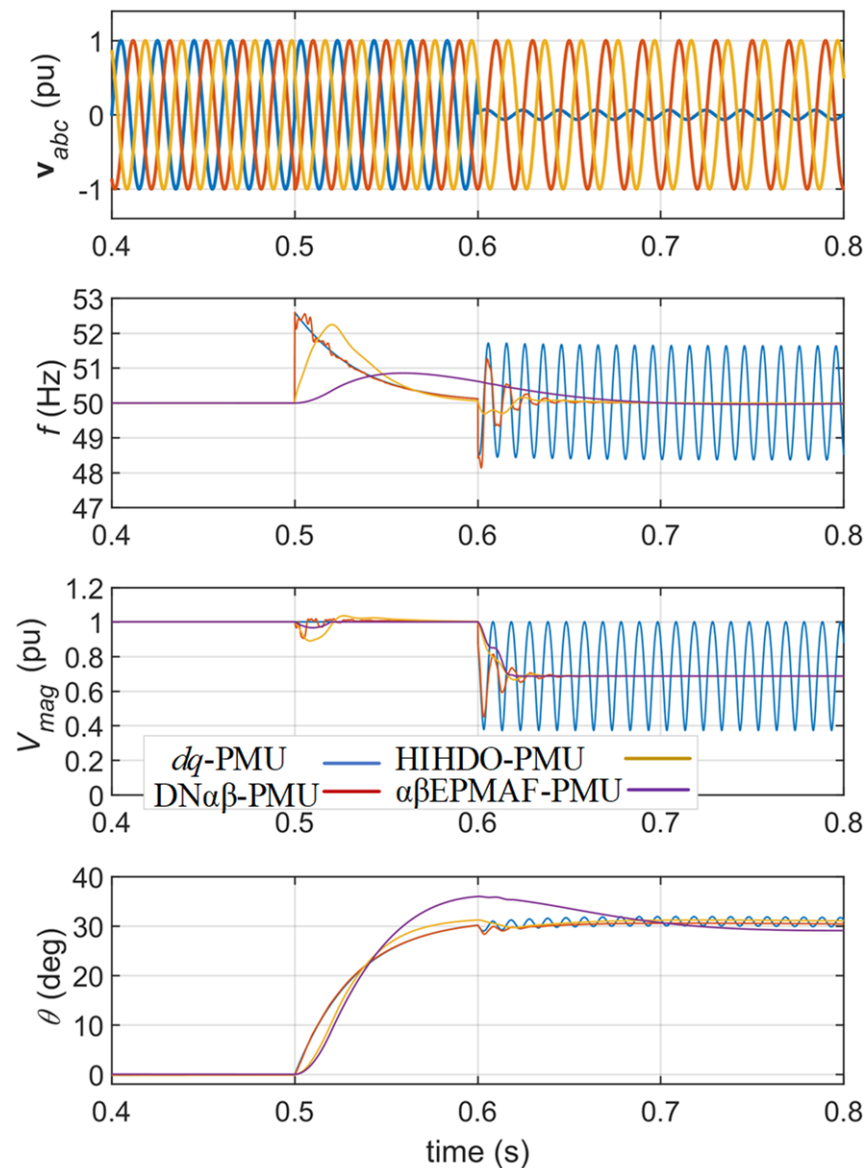 v_abc (pu)
1
0
-1
0.4 0.5 0.6 0.7 0.8
f (Hz)
53
52
51
50
49
48
47
0.4 0.5 0.6 0.7 0.8
V_mag (pu)
1.2
1
0.8
0.6
0.4
0.2
0
dq-PMU HIHDO-PMU
DNαβ-PMU αβEPMAF-PMU
0.4 0.5 0.6 0.7 0.8
θ (deg)
40
30
20
10
0
0.4 0.5 0.6 0.7 0.8
time (s)